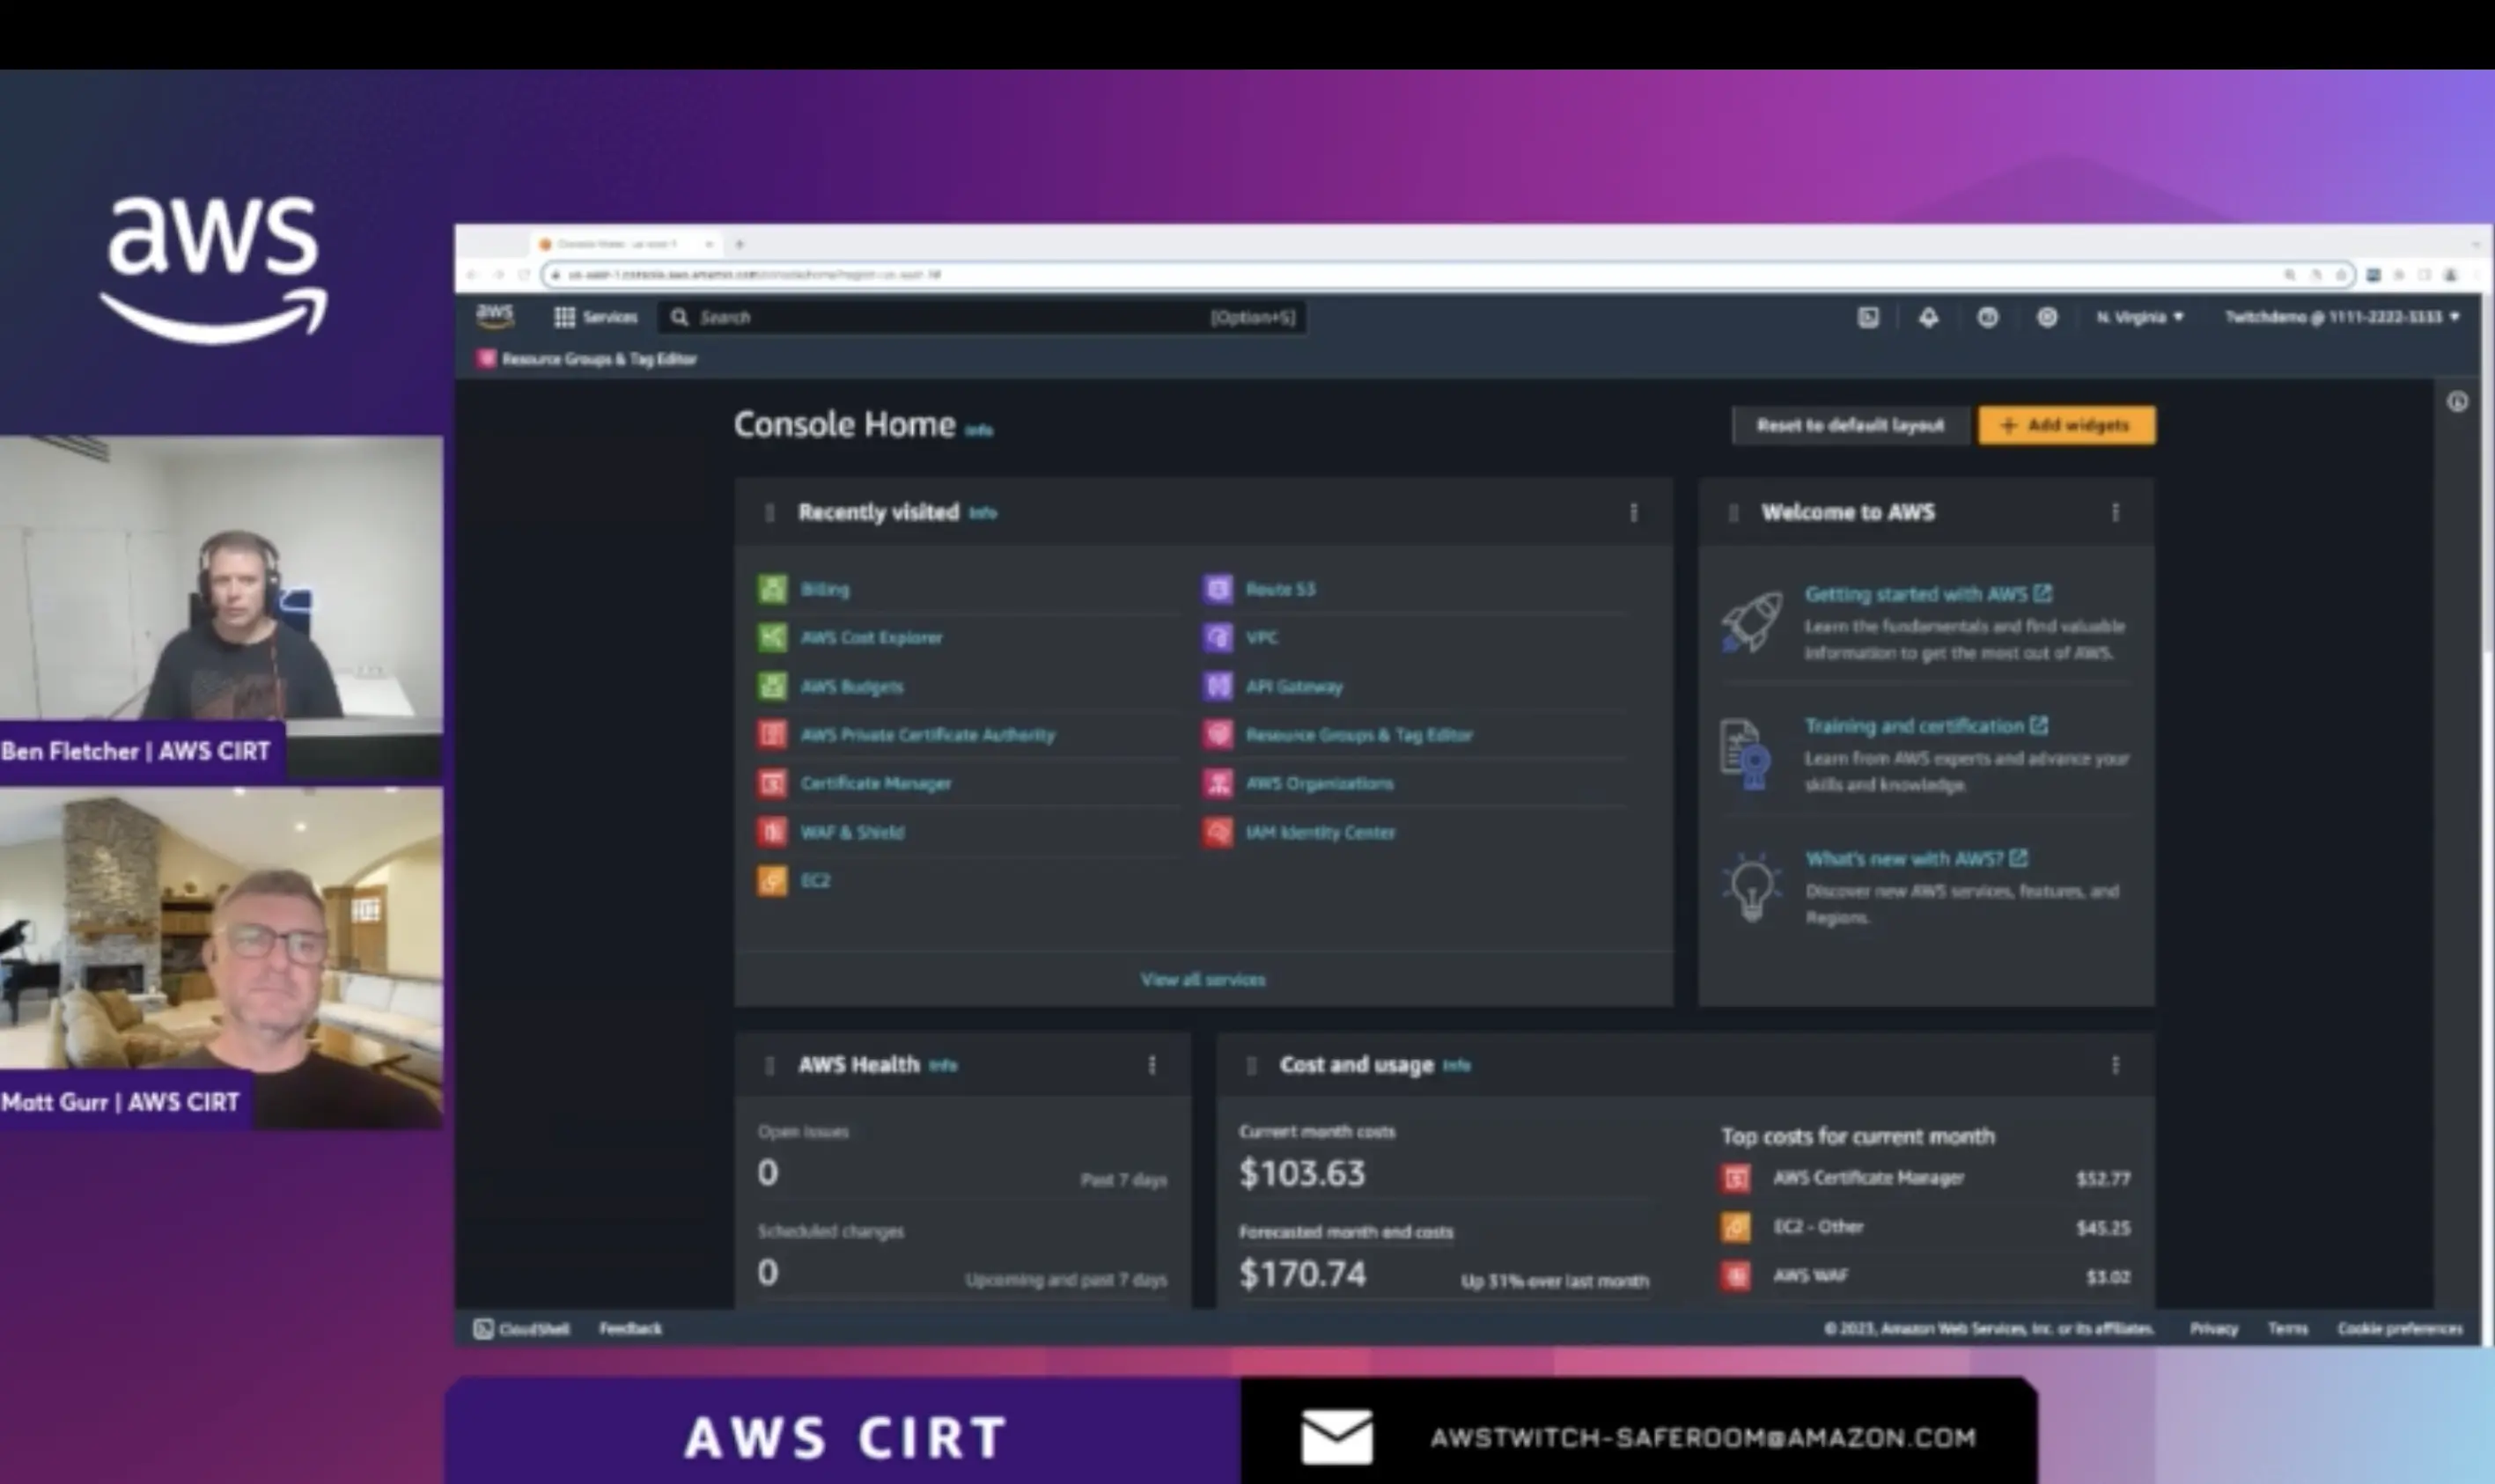 aws
Ben Fletcher | AWS CIRT
Matt Gurr | AWS CIRT
aws
Services
Search
[Option+S]
N. Virginia
Twitchdemo @ 1111-2222-3333
Resource Groups & Tag Editor
Console Home Info
Reset to default layout
+ Add widgets
Recently visited Info
Billing
AWS Cost Explorer
AWS Budgets
AWS Private Certificate Authority
Certificate Manager
WAF & Shield
EC2
Route 53
VPC
API Gateway
Resource Groups & Tag Editor
AWS Organizations
IAM Identity Center
View all services
Welcome to AWS
Getting started with AWS
Learn the fundamentals and find valuable
information to get the most out of AWS.
Training and certification
Learn from AWS experts and advance your
skills and knowledge.
What's new with AWS?
Discover new AWS services, features, and
Regions.
AWS Health Info
Open issues
0
Past 7 days
Scheduled changes
0
Upcoming and past 7 days
Cost and usage Info
Current month costs
$103.63
Forecasted month end costs
$170.74
Up 31% over last month
Top costs for current month
AWS Certificate Manager
$52.77
EC2 - Other
$45.25
AWS WAF
$3.02
CloudShell
Feedback
© 2023, Amazon Web Services, Inc. or its affiliates.
Privacy
Terms
Cookie preferences
AWS CIRT
AWSTWITCH-SAFEROOM@AMAZON.COM